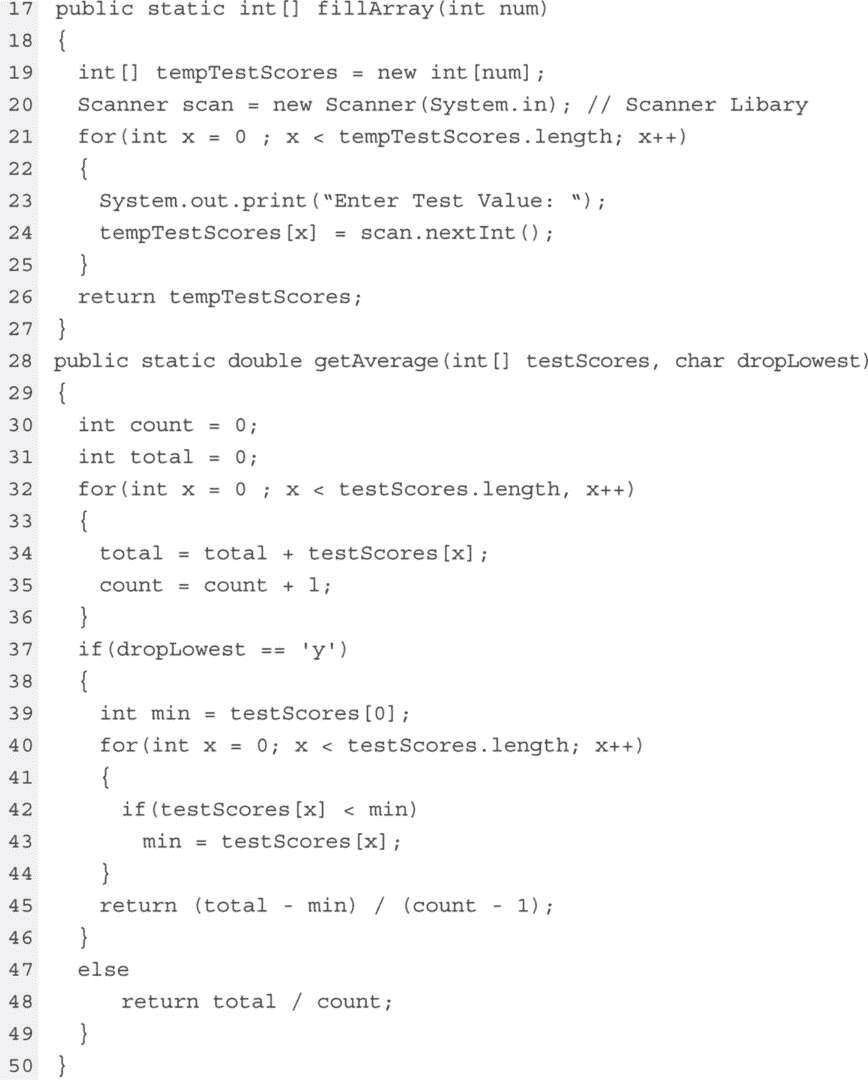 17 public static int[] fillArray(int num)
18 {
19 int[] tempTestScores = new int[num];
20 Scanner scan = new Scanner(System.in); // Scanner Libary
21 for(int x = 0 ; x < tempTestScores.length; x++)
22 {
23 System.out.print(“Enter Test Value: “);
24 tempTestScores[x] = scan.nextInt();
25 }
26 return tempTestScores;
27 }
28 public static double getAverage(int[] testScores, char dropLowest)
29 {
30 int count = 0;
31 int total = 0;
32 for(int x = 0 ; x < testScores.length, x++)
33 {
34 total = total + testScores[x];
35 count = count + l;
36 }
37 if(dropLowest == 'y')
38 {
39 int min = testScores[0];
40 for(int x = 0; x < testScores.length; x++)
41 {
42 if(testScores[x] < min)
43 min = testScores[x];
44 }
45 return (total - min) / (count - 1);
46 }
47 else
48 return total / count;
49 }
50 }